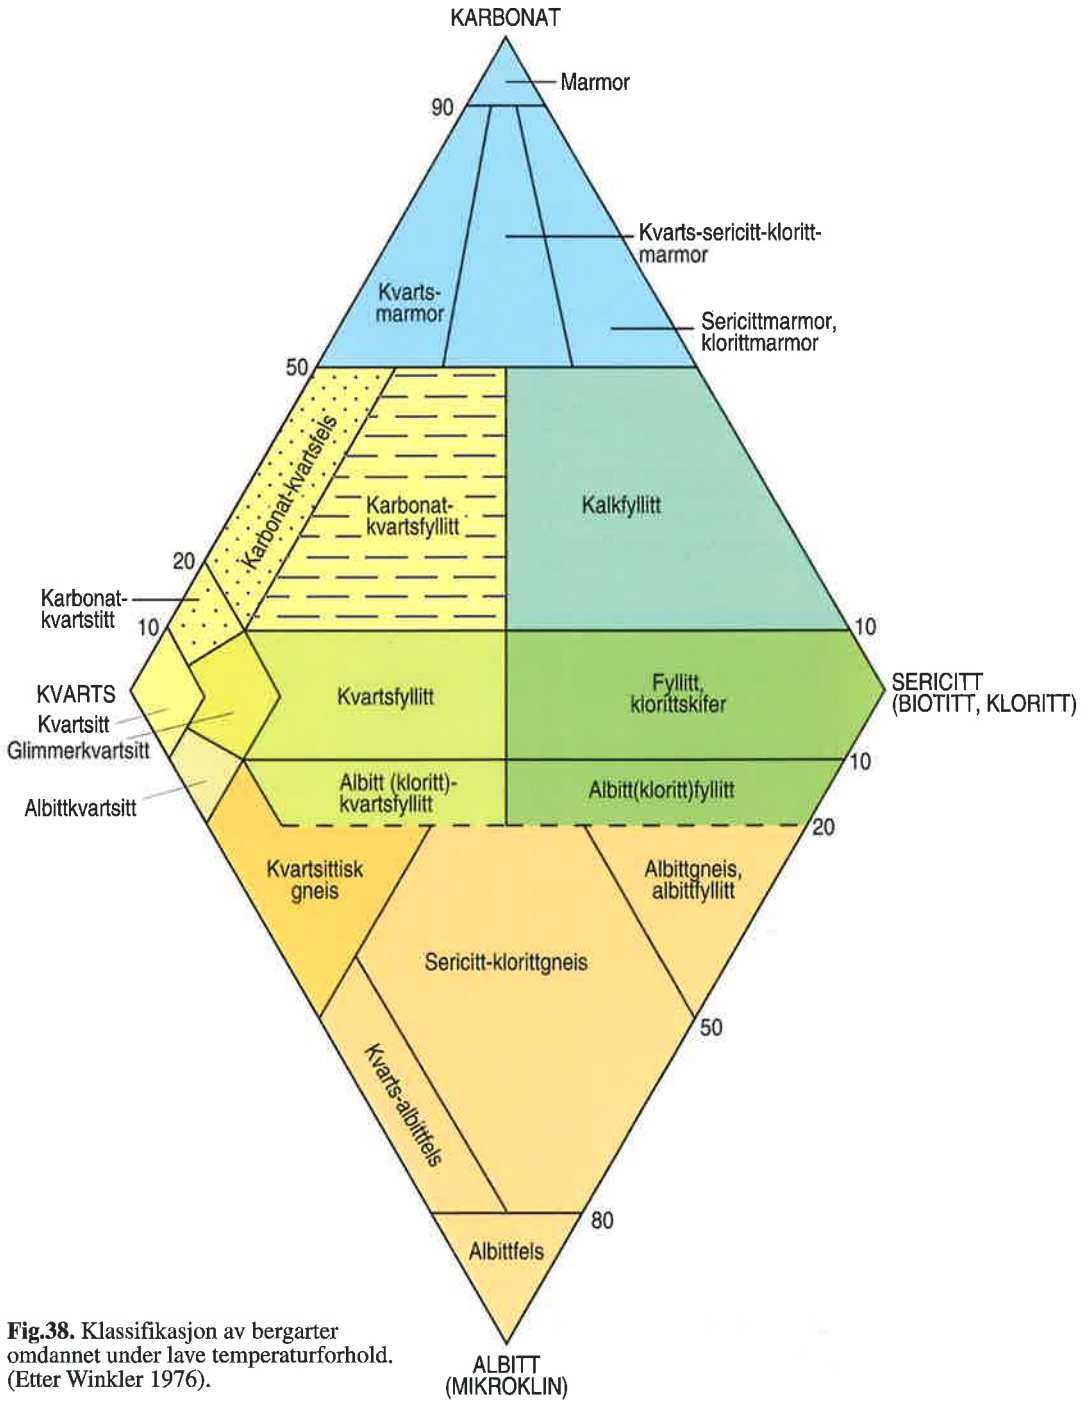 KARBONAT
Marmor
90
Kvarts-sericitt-kloritt-
marmor
Kvarts-
marmor
Sericittmarmor,
klorittmarmor
50
Karbonat-kvartsfels
Karbonat-
kvartsfyllitt
Kalkfyllitt
20
Karbonat-
kvartstitt
10
10
KVARTS
Kvartsitt
Glimmerkvartsitt
Kvartsfyllitt
Fyllitt,
klorittskifer
SERICITT
(BIOTITT, KLORITT)
10
Albitt (kloritt)-
kvartsfyllitt
Albitt(kloritt)fyllitt
Albittkvartsitt
20
Kvartsittisk
gneis
Albittgneis,
albittfyllitt
Sericitt-klorittgneis
50
Kvarts-albittfels
80
Albittfels
Fig.38. Klassifikasjon av bergarter
omdannet under lave temperaturforhold.
(Etter Winkler 1976).
ALBITT
(MIKROKLIN)